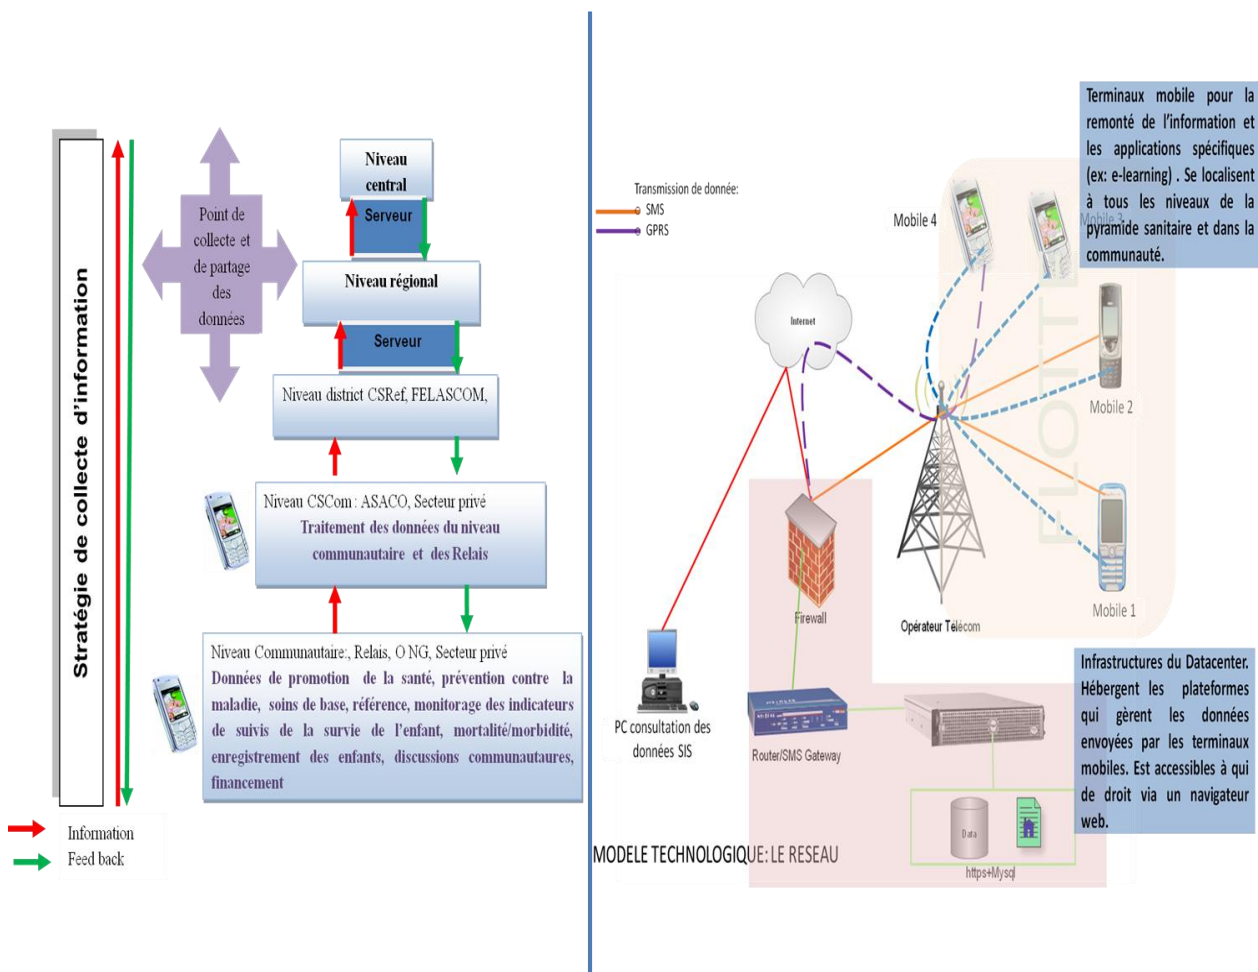 Stratégie de collecte d'information
Point de
collecte et
de partage
des
données
Niveau
central
Serveur
Niveau régional
Serveur
Niveau district CSRef, FELASCOM,
Niveau CSCom : ASACO, Secteur privé
Traitement des données du niveau
communautaire et des Relais
Niveau Communautaire:, Relais, O NG, Secteur privé
Données de promotion de la santé, prévention contre la
maladie, soins de base, référence, monitorage des indicateurs
de suivis de la survie de l'enfant, mortalité/morbidité,
enregistrement des enfants, discussions communautaures,
financement
Information
Feed back
Terminaux mobile pour la
remonté de l'information et
les applications spécifiques
(ex: e-learning) . Se localisent
à tous les niveaux de la
pyramide sanitaire et dans la
communauté.
Transmission de donnée:
SMS
GPRS
Mobile 4
Mobile 3
Internet
FLOTTE
Mobile 2
Mobile 1
Opérateur Télécom
Firewall
PC consultation des
données SIS
Router/SMS Gateway
Infrastructures du Datacenter.
Hébergent les plateformes
qui gèrent les données
envoyées par les terminaux
mobiles. Est accessibles à qui
de droit via un navigateur
web.
Data
https+Mysql
MODELE TECHNOLOGIQUE: LE RESEAU